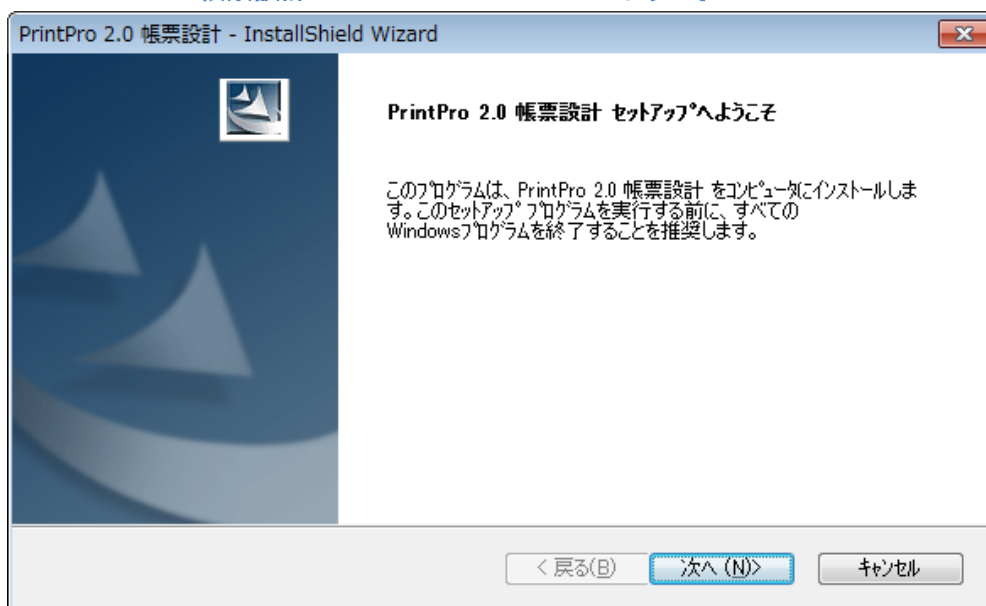 PrintPro 2.0 帳票設計 - InstallShield Wizard
PrintPro 2.0 帳票設計 ｾｯﾄｱｯﾌﾟへようこそ
このﾌﾟﾛｸﾞﾗﾑは、PrintPro 2.0 帳票設計 をｺﾝﾋﾟｭｰﾀにｲﾝｽﾄｰﾙしま
す。このｾｯﾄｱｯﾌﾟ ﾌﾟﾛｸﾞﾗﾑを実行する前に、すべての
Windowsﾌﾟﾛｸﾞﾗﾑを終了することを推奨します。
< 戻る(B)
次へ (N)>
ｷｬﾝｾﾙ